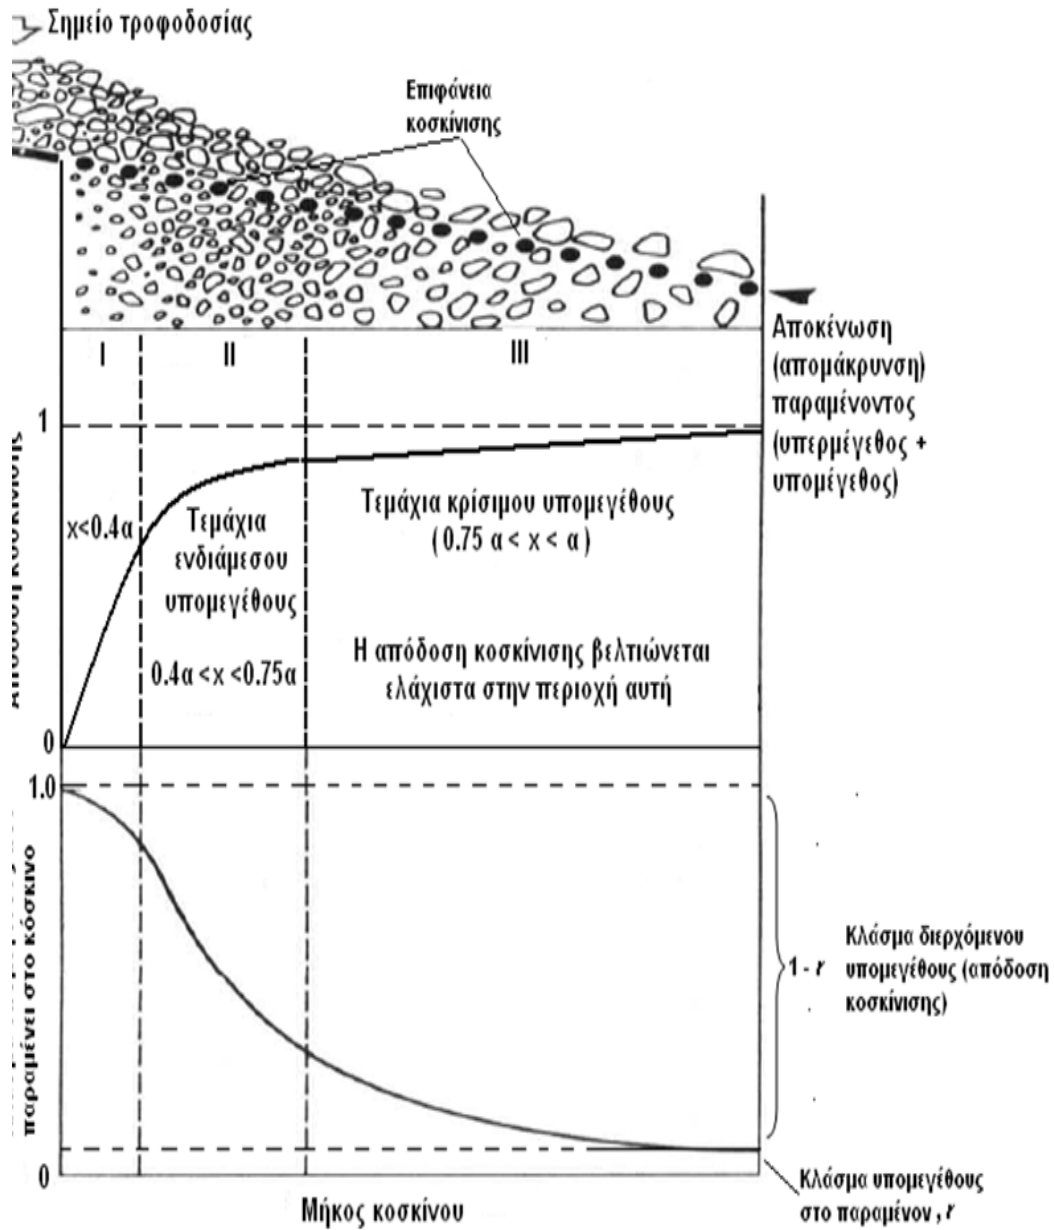 Σημείο τροφοδοσίας
Επιφάνεια
κοσκίνισης
Αποκένωση
(απομάκρυνση)
παραμένοντος
(υπερμέγεθος +
υπομέγεθος)
I
II
III
1
x<0.4α
Τεμάχια
ενδιάμεσου
υπομεγέθους
0.4α <x <0.75α
Τεμάχια κρίσιμου υπομεγέθους
( 0.75 α < x < α )
Η απόδοση κοσκίνισης βελτιώνεται
ελάχιστα στην περιοχή αυτή
0
1.0
παραμένει στο κόσκινο
1 - r
Κλάσμα διερχόμενου
υπομεγέθους (απόδοση
κοσκίνισης)
0
Μήκος κοσκίνου
Κλάσμα υπομεγέθους
στο παραμένον , r